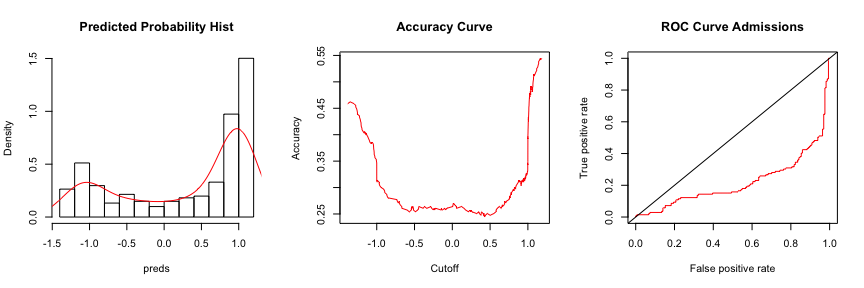 Predicted Probability Hist
Density
0.0 0.5 1.0 1.5
-1.5 -1.0 -0.5 0.0 0.5 1.0
preds
Accuracy Curve
Accuracy
0.25 0.35 0.45 0.55
-1.0 -0.5 0.0 0.5 1.0
Cutoff
ROC Curve Admissions
True positive rate
0.0 0.2 0.4 0.6 0.8 1.0
0.0 0.2 0.4 0.6 0.8 1.0
False positive rate